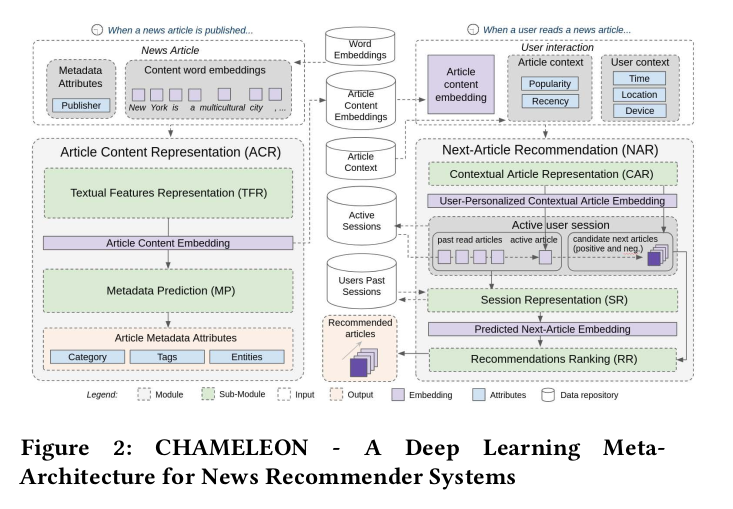 When a news article is published...
News Article
Metadata
Attributes
Publisher
Content word embeddings
New York is a multicultural city , ...
Article Content Representation (ACR)
Textual Features Representation (TFR)
Article Content Embedding
Metadata Prediction (MP)
Article Metadata Attributes
Category Tags Entities
Word
Embeddings
Article
Content
Embeddings
Article
Context
Active
Sessions
Users Past
Sessions
Recommended
articles
When a user reads a news article...
User interaction
Article
content
embedding
Article context
Popularity
Recency
User context
Time
Location
Device
Next-Article Recommendation (NAR)
Contextual Article Representation (CAR)
User-Personalized Contextual Article Embedding
Active user session
past read articles active article
candidate next articles
(positive and neg.)
Session Representation (SR)
Predicted Next-Article Embedding
Recommendations Ranking (RR)
Legend: Module Sub-Module Input Output Embedding Attributes Data repository
Figure 2: CHAMELEON - A Deep Learning Meta-
Architecture for News Recommender Systems